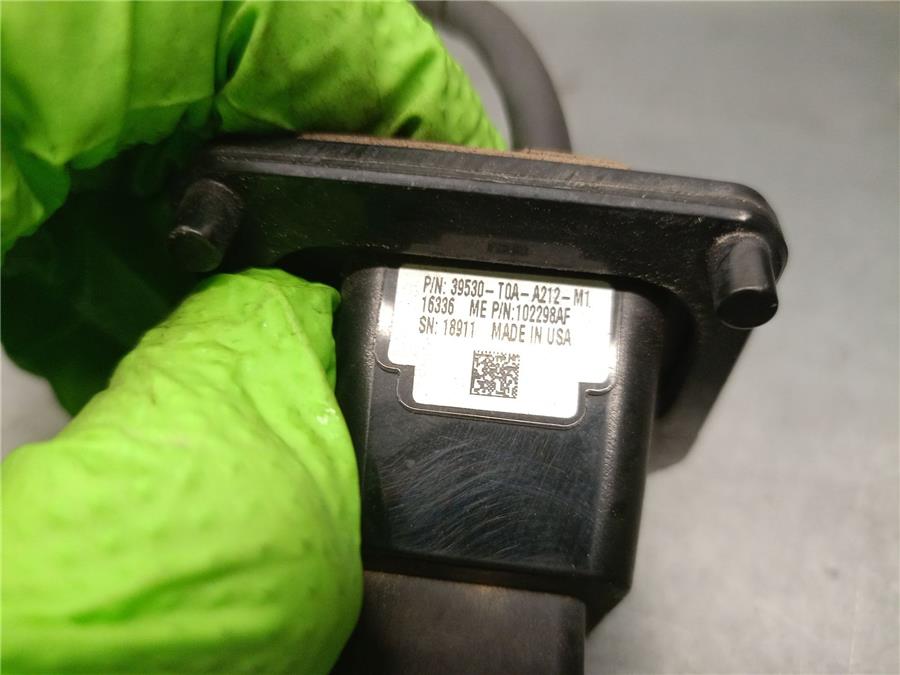 P/N: 39530-T0A-A212-M1
16336 ME P/N:102298AF
SN: 18911 MADE IN USA